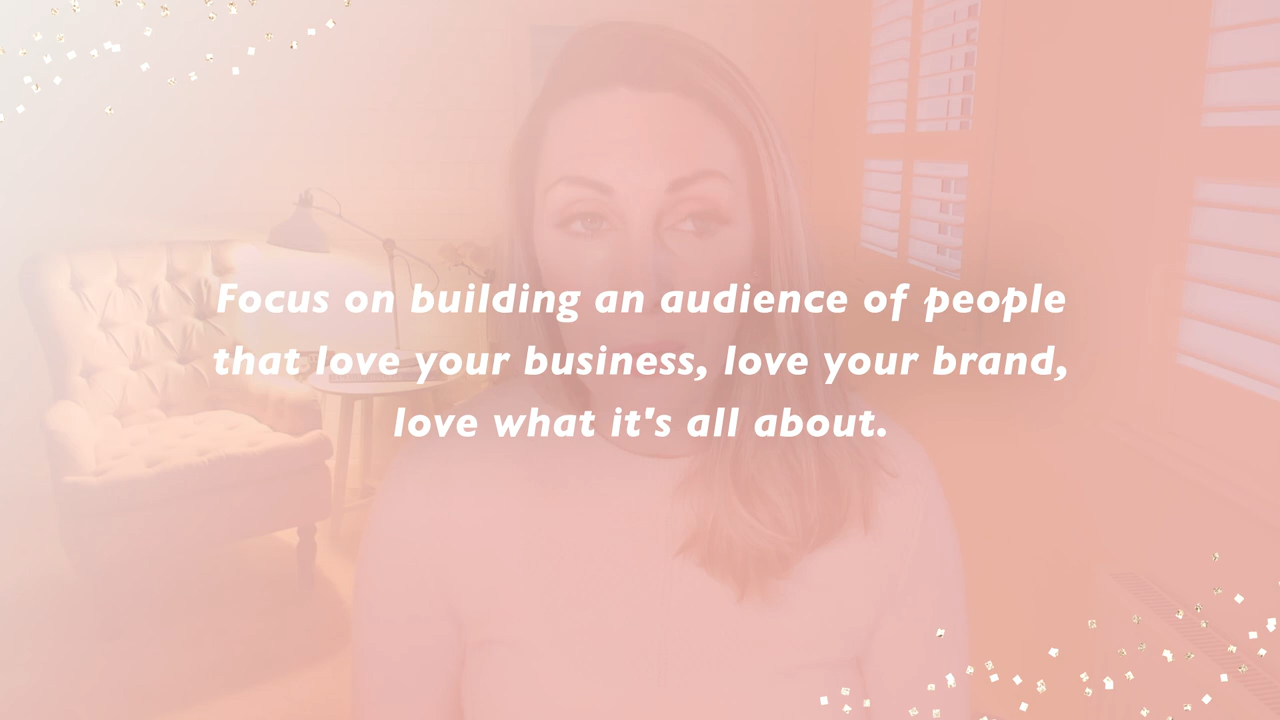 Focus on building an audience of people
that love your business, love your brand,
love what it's all about.